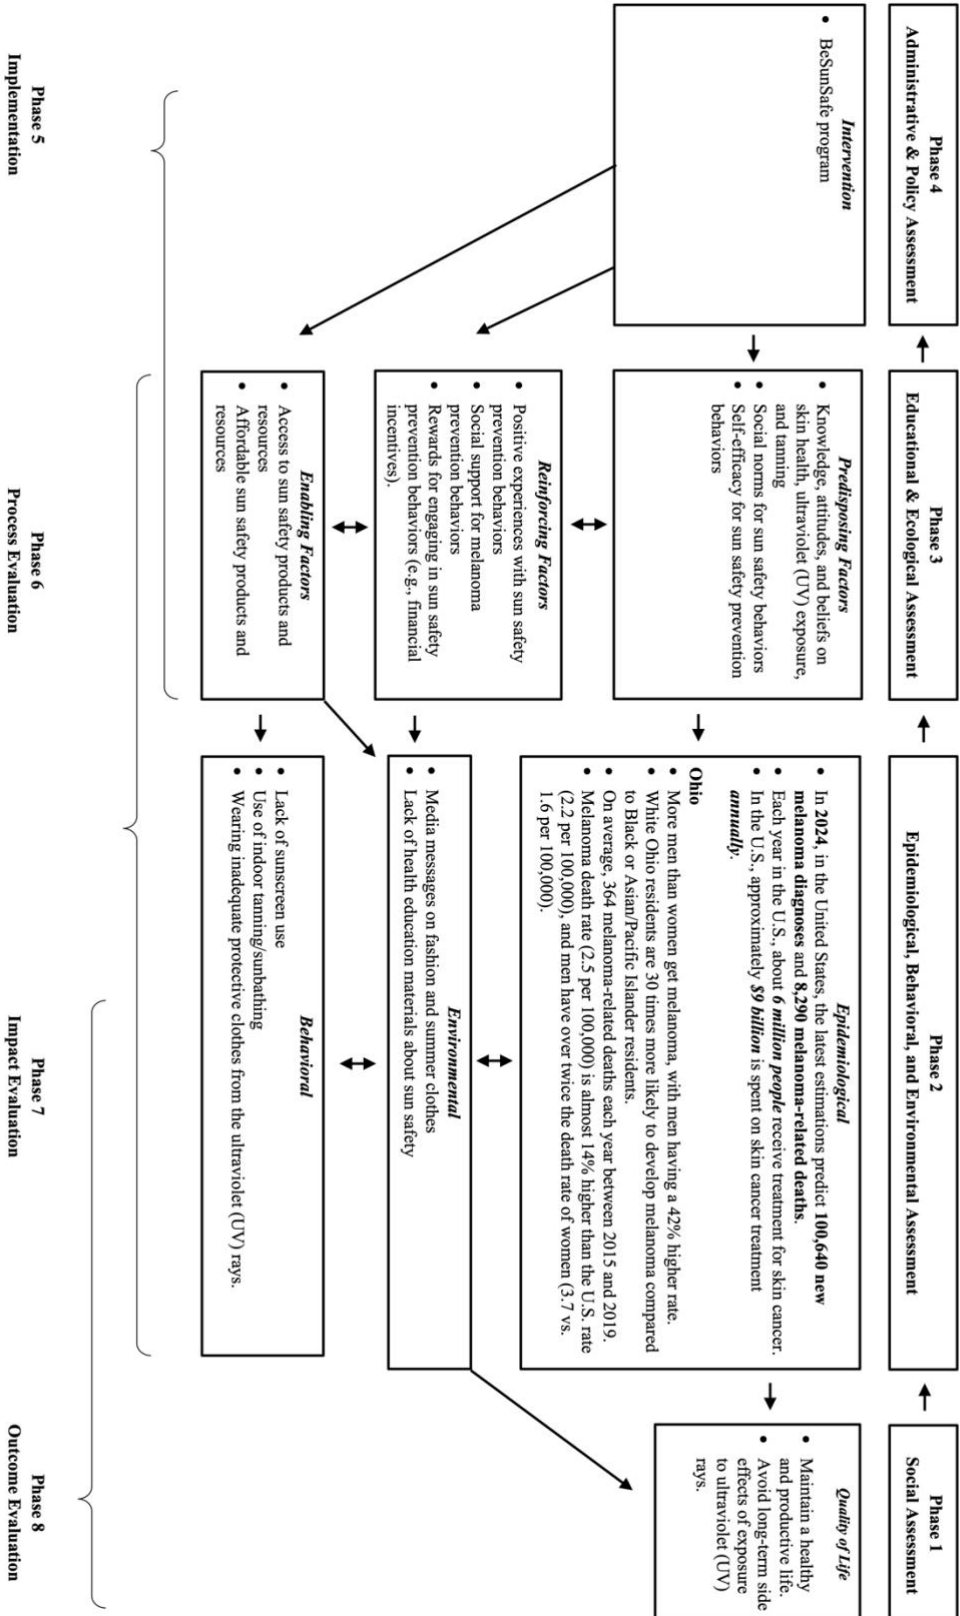 Phase 4
Administrative & Policy Assessment
Phase 3
Educational & Ecological Assessment
Phase 2
Epidemiological, Behavioral, and Environmental Assessment
Phase 1
Social Assessment
Intervention
• BeSunSafe program
Predisposing Factors
• Knowledge, attitudes, and beliefs on
skin health, ultraviolet (UV) exposure,
and tanning
• Social norms for sun safety behaviors
• Self-efficacy for sun safety prevention
behaviors
Reinforcing Factors
• Positive experiences with sun safety
prevention behaviors
• Social support for melanoma
prevention behaviors
• Rewards for engaging in sun safety
prevention behaviors (e.g., financial
incentives).
Enabling Factors
• Access to sun safety products and
resources
• Affordable sun safety products and
resources
Epidemiological
• In 2024, in the United States, the latest estimations predict 100,640 new
melanoma diagnoses and 8,290 melanoma-related deaths.
• Each year in the U.S., about 6 million people receive treatment for skin cancer.
• In the U.S., approximately $9 billion is spent on skin cancer treatment
annually.
Ohio
• More men than women get melanoma, with men having a 42% higher rate.
• White Ohio residents are 30 times more likely to develop melanoma compared
to Black or Asian/Pacific Islander residents.
• On average, 364 melanoma-related deaths each year between 2015 and 2019.
• Melanoma death rate (2.5 per 100,000) is almost 14% higher than the U.S. rate
(2.2 per 100,000), and men have over twice the death rate of women (3.7 vs.
1.6 per 100,000).
Environmental
• Media messages on fashion and summer clothes
• Lack of health education materials about sun safety
Behavioral
• Lack of sunscreen use
• Use of indoor tanning/sunbathing
• Wearing inadequate protective clothes from the ultraviolet (UV) rays.
Quality of Life
• Maintain a healthy
and productive life.
• Avoid long-term side
effects of exposure
to ultraviolet (UV)
rays.
Phase 5
Implementation
Phase 6
Process Evaluation
Phase 7
Impact Evaluation
Phase 8
Outcome Evaluation